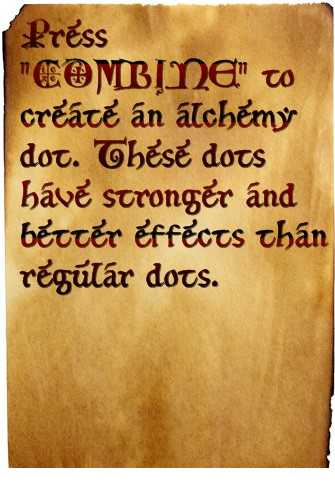 Press
"COMBINE" to
create an alchemy
dot. These dots
have stronger and
better effects than
regular dots.